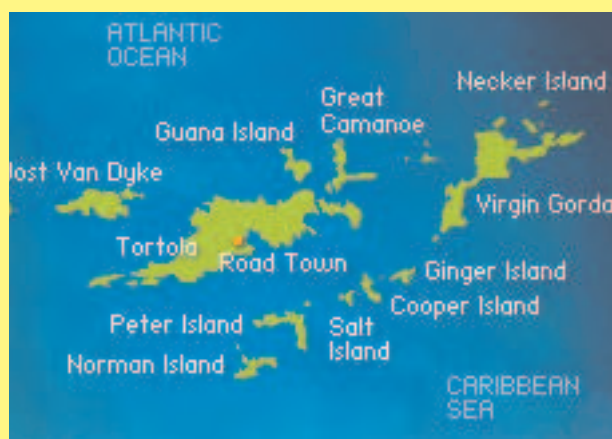 ATLANTIC
OCEAN
Necker Island
Great
Camanoe
Guana Island
Jost Van Dyke
Virgin Gorda
Tortola
Road Town
Ginger Island
Cooper Island
Peter Island
Salt
Island
Norman Island
CARIBBEAN
SEA